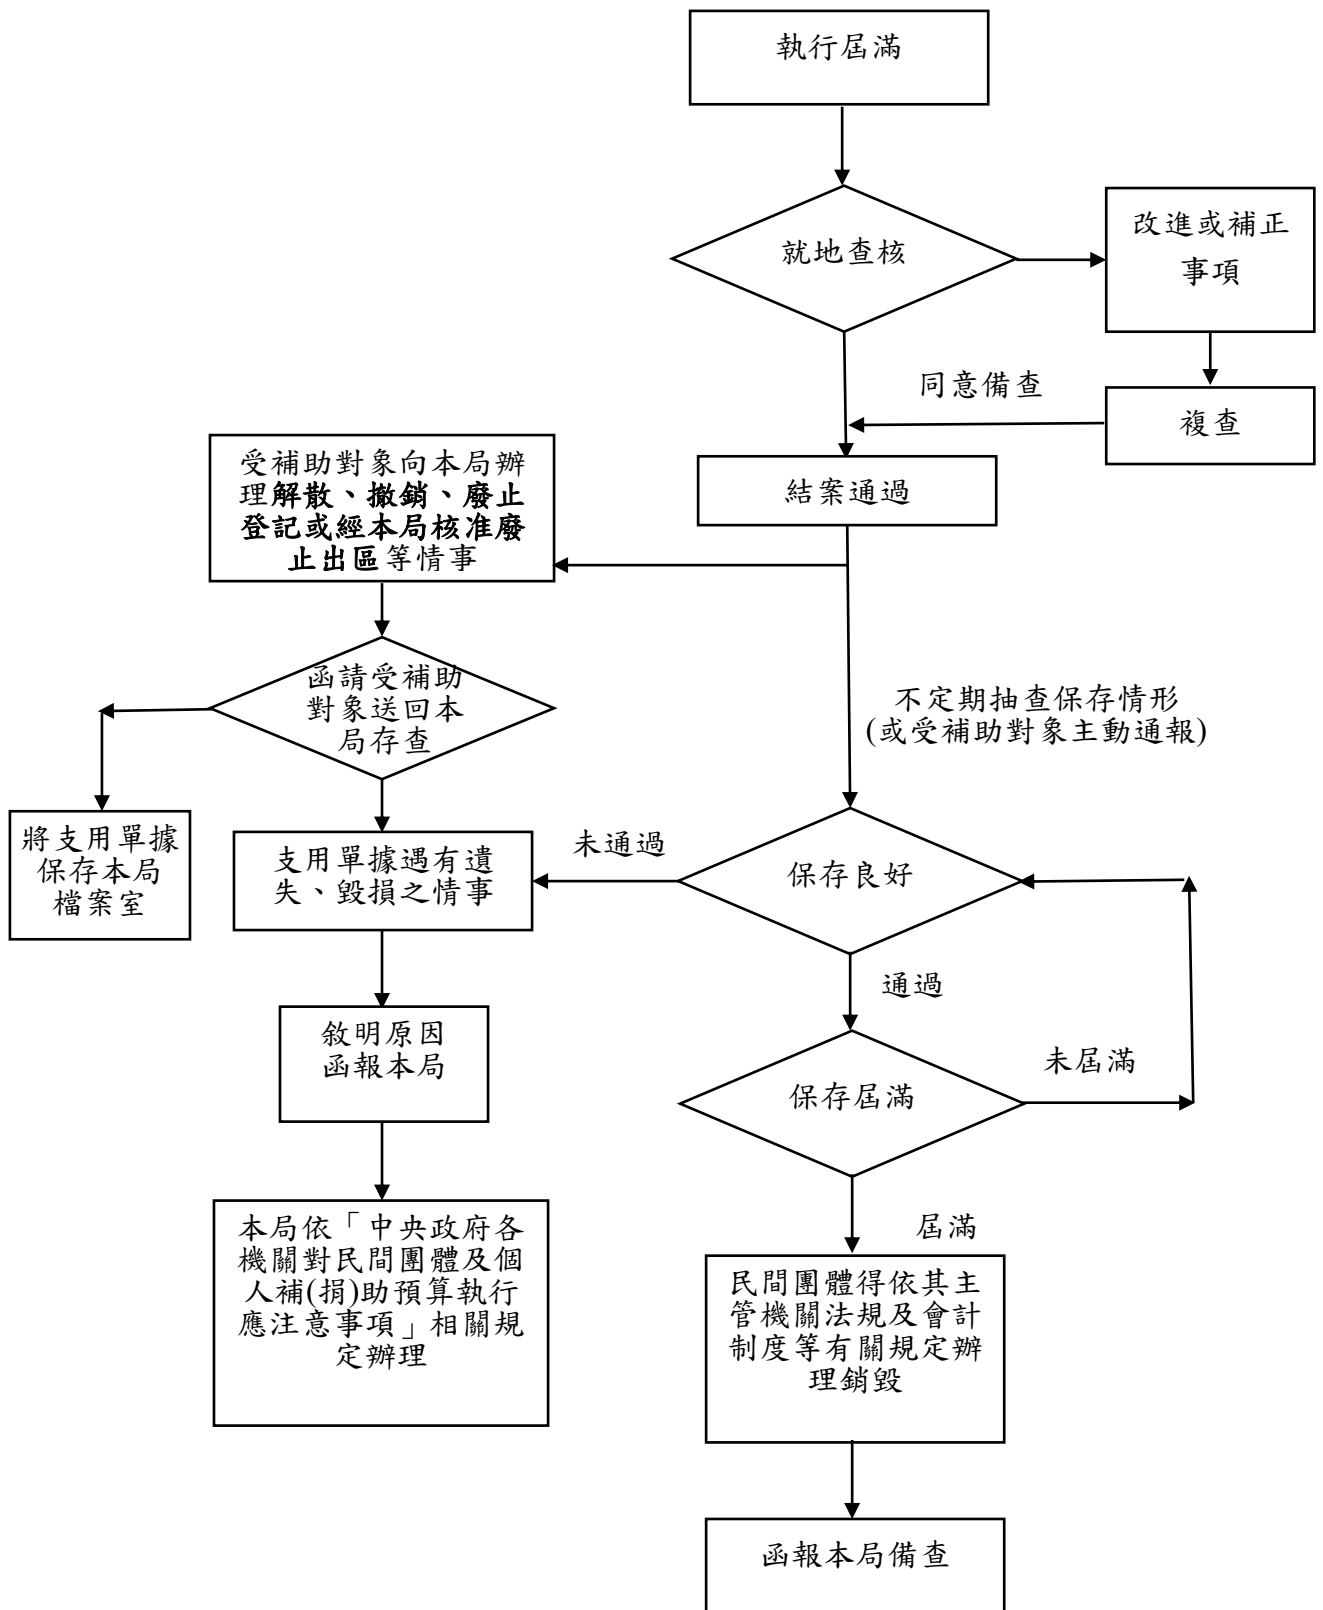 執行屆滿
就地查核
改進或補正
事項
同意備查
複查
結案通過
受補助對象向本局辦
理解散、撤銷、廢止
登記或經本局核准廢
止出區等情事
函請受補助
對象送回本
局存查
不定期抽查保存情形
(或受補助對象主動通報)
將支用單據
保存本局
檔案室
支用單據遇有遺
失、毀損之情事
未通過
保存良好
通過
敘明原因
函報本局
保存屆滿
未屆滿
本局依「中央政府各
機關對民間團體及個
人補(捐)助預算執行
應注意事項」相關規
定辦理
屆滿
民間團體得依其主
管機關法規及會計
制度等有關規定辦
理銷毀
函報本局備查